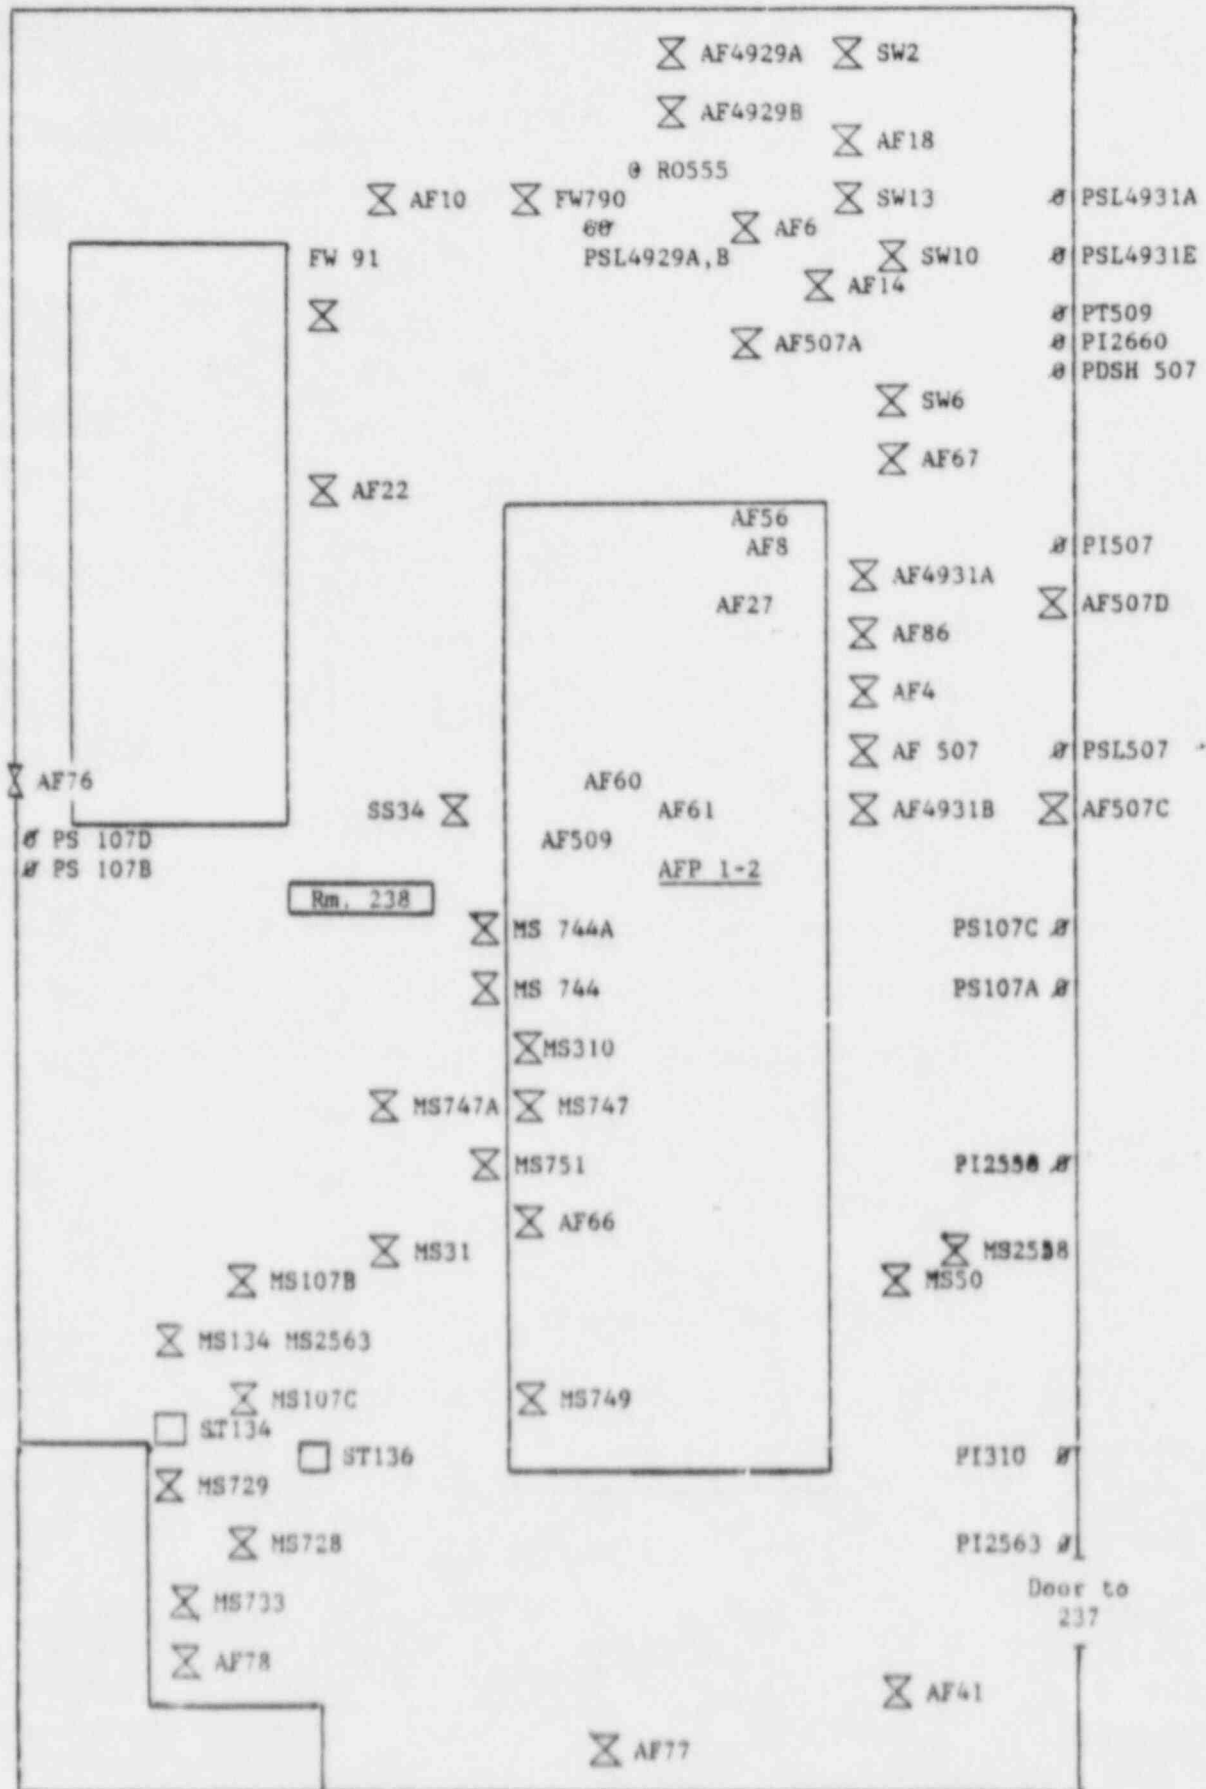 AF4929A SW2
AF4929B
AF18
RO555
AF10 FW790 SW13 PSL4931A
AF6
FW 91 PSL4929A,B SW10 PSL4931E
AF14
PT509
AF507A PI2660
PDSH 507
SW6
AF67
AF22
AF56
AF8 PI507
AF4931A
AF27 AF507D
AF86
AF4
AF 507 PSL507
AF76 AF60
SS34 AF61 AF4931B AF507C
PS 107D AF509
PS 107B AFP 1-2
Rm. 238
MS 744A PS107C
MS 744 PS107A
MS310
MS747A MS747
MS751
AF66
MS31
MS107B MS50
MS134 MS2563
MS107C MS749
ST134
ST136 PI310
MS729
MS728 PI2563
Door to
237
MS733
AF78
AF41
AF77